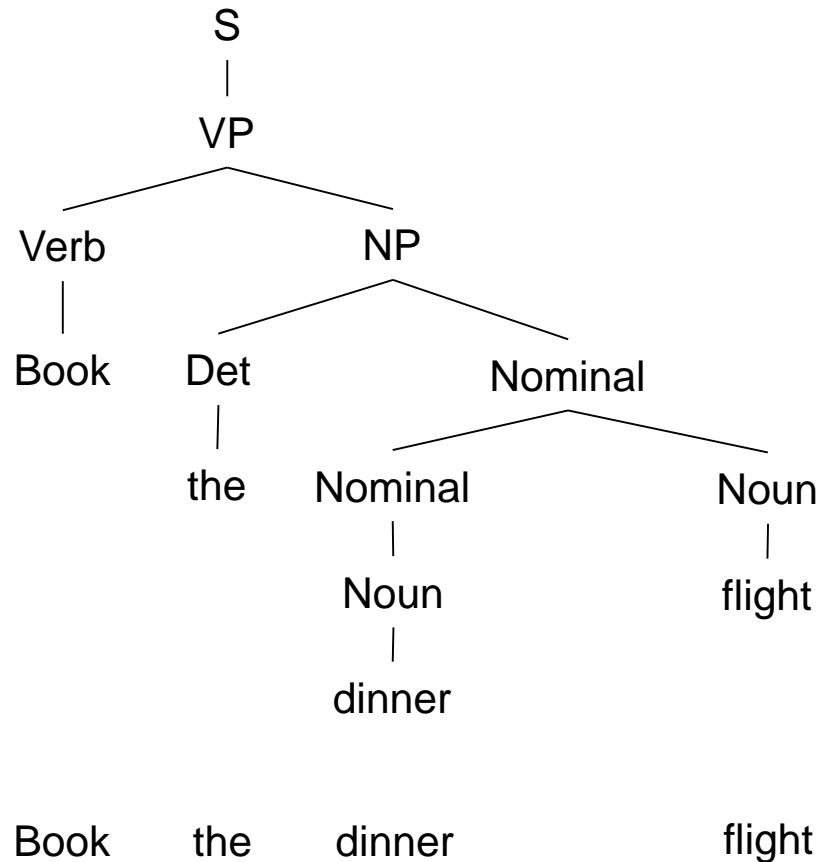 S
VP
Verb NP
Book Det Nominal
the Nominal Noun
Noun flight
dinner
Book the dinner flight